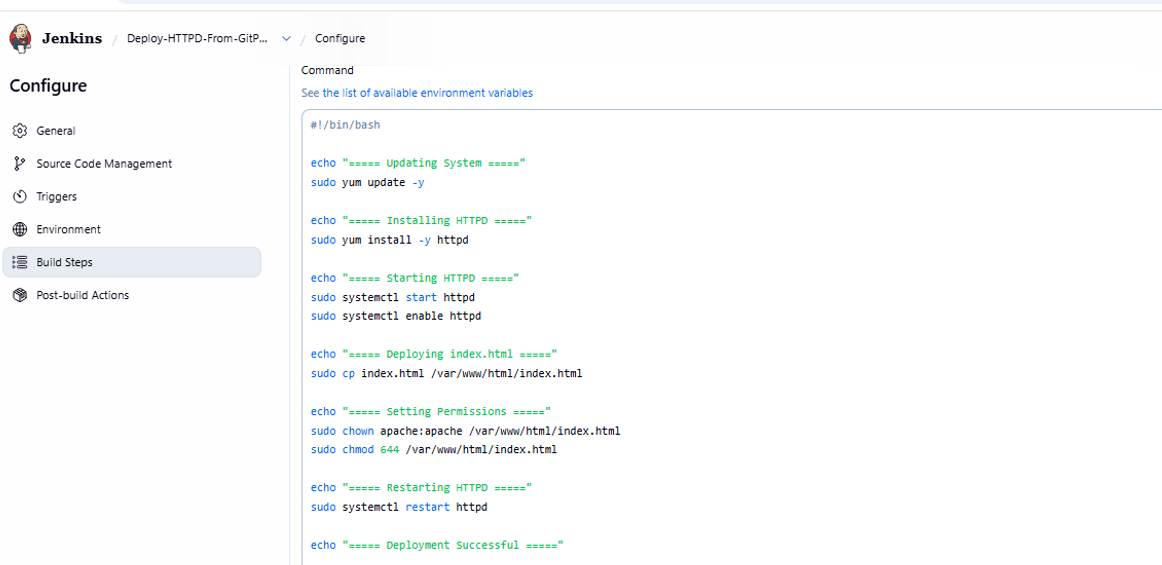 Jenkins / Deploy-HTTPD-From-GitP... / Configure
Configure
General
Source Code Management
Triggers
Environment
Build Steps
Post-build Actions
Command
See the list of available environment variables
#!/bin/bash
echo "===== Updating System ====="
sudo yum update -y
echo "===== Installing HTTPD ====="
sudo yum install -y httpd
echo "===== Starting HTTPD ====="
sudo systemctl start httpd
sudo systemctl enable httpd
echo "===== Deploying index.html ====="
sudo cp index.html /var/www/html/index.html
echo "===== Setting Permissions ====="
sudo chown apache:apache /var/www/html/index.html
sudo chmod 644 /var/www/html/index.html
echo "===== Restarting HTTPD ====="
sudo systemctl restart httpd
echo "===== Deployment Successful ====="